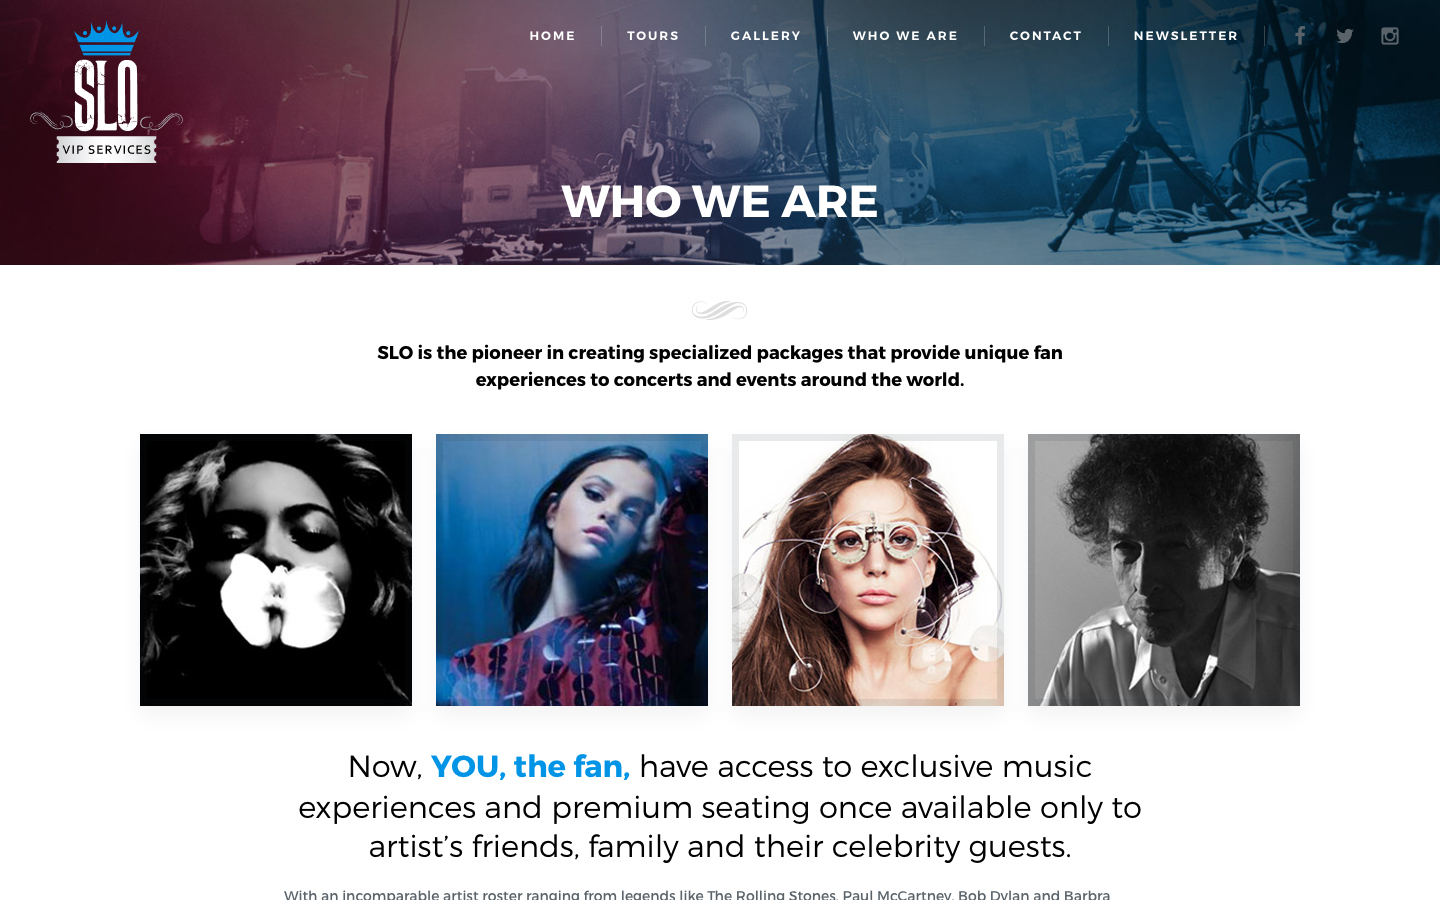 SLO
VIP SERVICES
HOME
TOURS
GALLERY
WHO WE ARE
CONTACT
NEWSLETTER
WHO WE ARE
SLO is the pioneer in creating specialized packages that provide unique fan
experiences to concerts and events around the world.
Now, YOU, the fan, have access to exclusive music
experiences and premium seating once available only to
artist’s friends, family and their celebrity guests.
With an incomparable artist roster ranging from legends like The Rolling Stones, Paul McCartney, Bob Dylan and Barbra